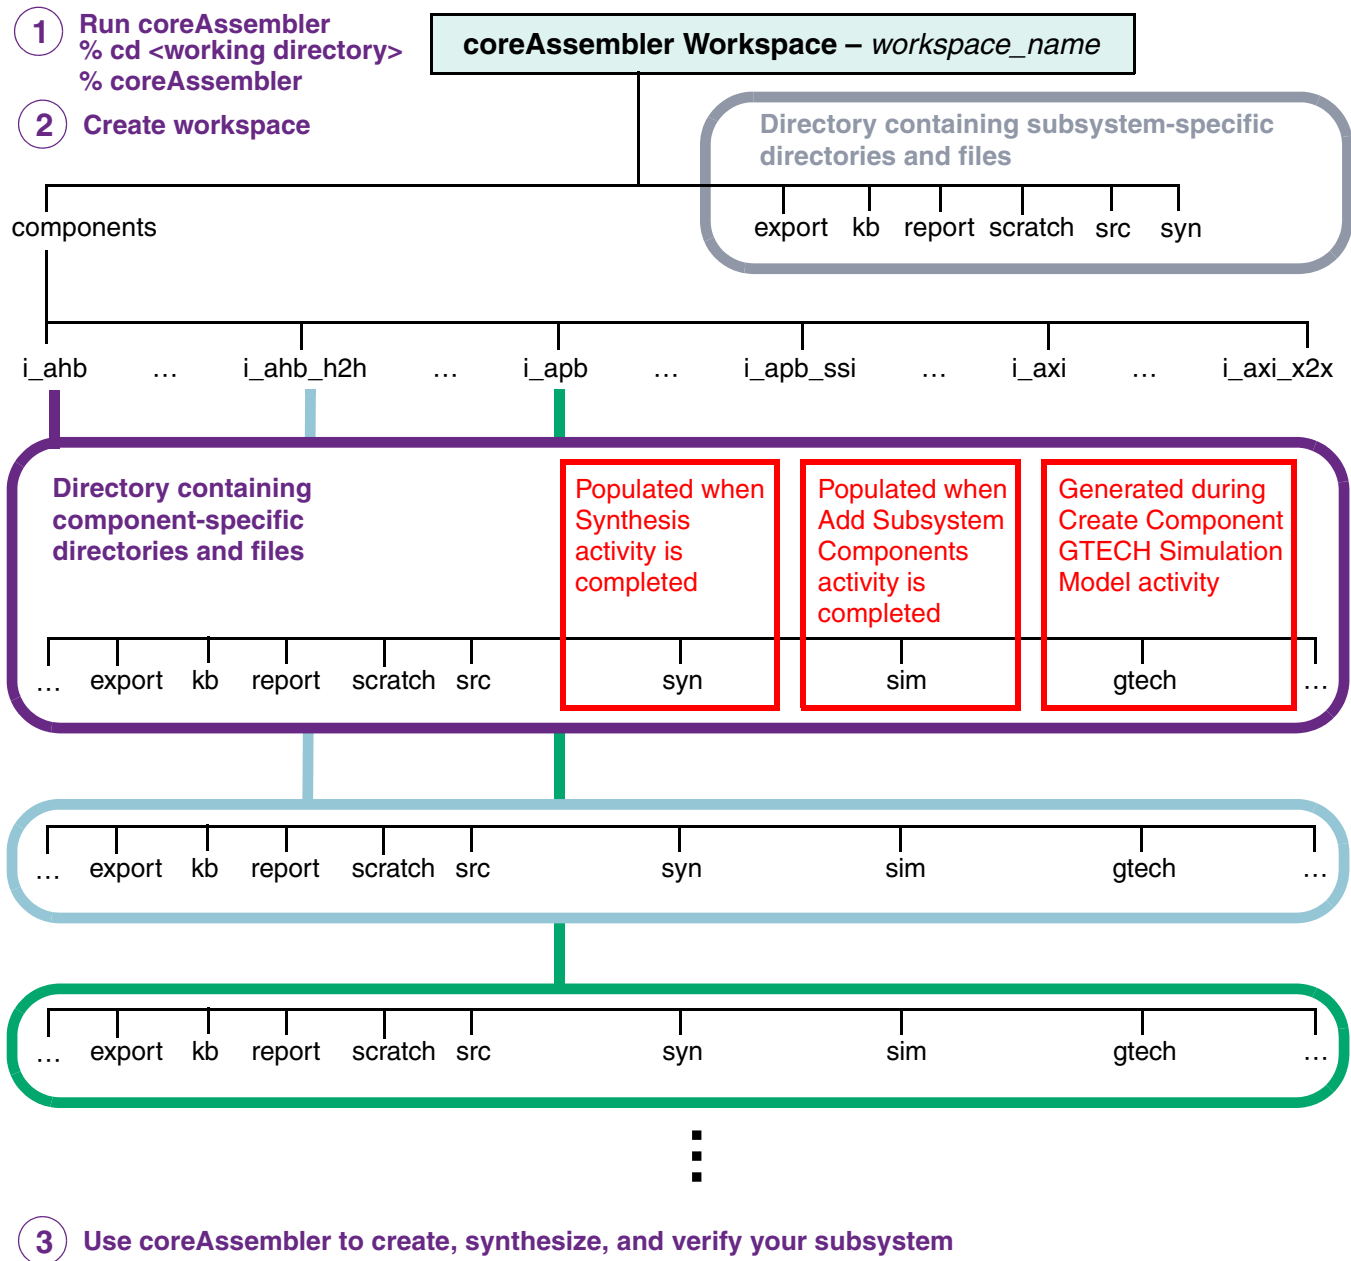 1 Run coreAssembler
% cd <working directory>
% coreAssembler
coreAssembler Workspace – workspace_name
2 Create workspace
Directory containing subsystem-specific
directories and files
components
export kb report scratch src syn
i_ahb … i_ahb_h2h … i_apb … i_apb_ssi … i_axi … i_axi_x2x
Directory containing
component-specific
directories and files
Populated when
Synthesis
activity is
completed
Populated when
Add Subsystem
Components
activity is
completed
Generated during
Create Component
GTECH Simulation
Model activity
… export kb report scratch src syn sim gtech …
… export kb report scratch src syn sim gtech …
… export kb report scratch src syn sim gtech …
3 Use coreAssembler to create, synthesize, and verify your subsystem